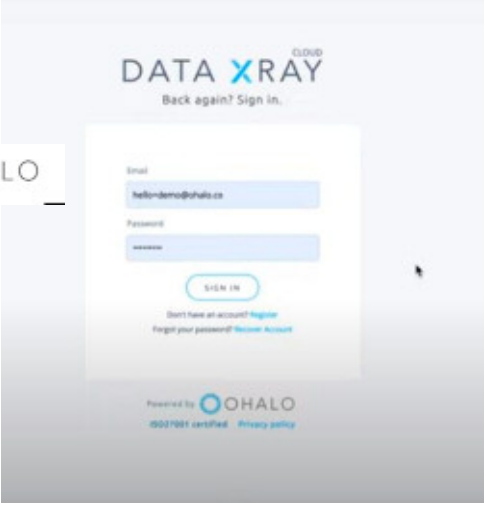 CLOUD
DATA XRAY
Back again? Sign in.
LO
Email
hello+demo@ohalo.co
Password
SIGN IN
Don't have an account? Register
Forgot your password? Recover Account
Powered by OHALO
ISO27001 certified Privacy policy